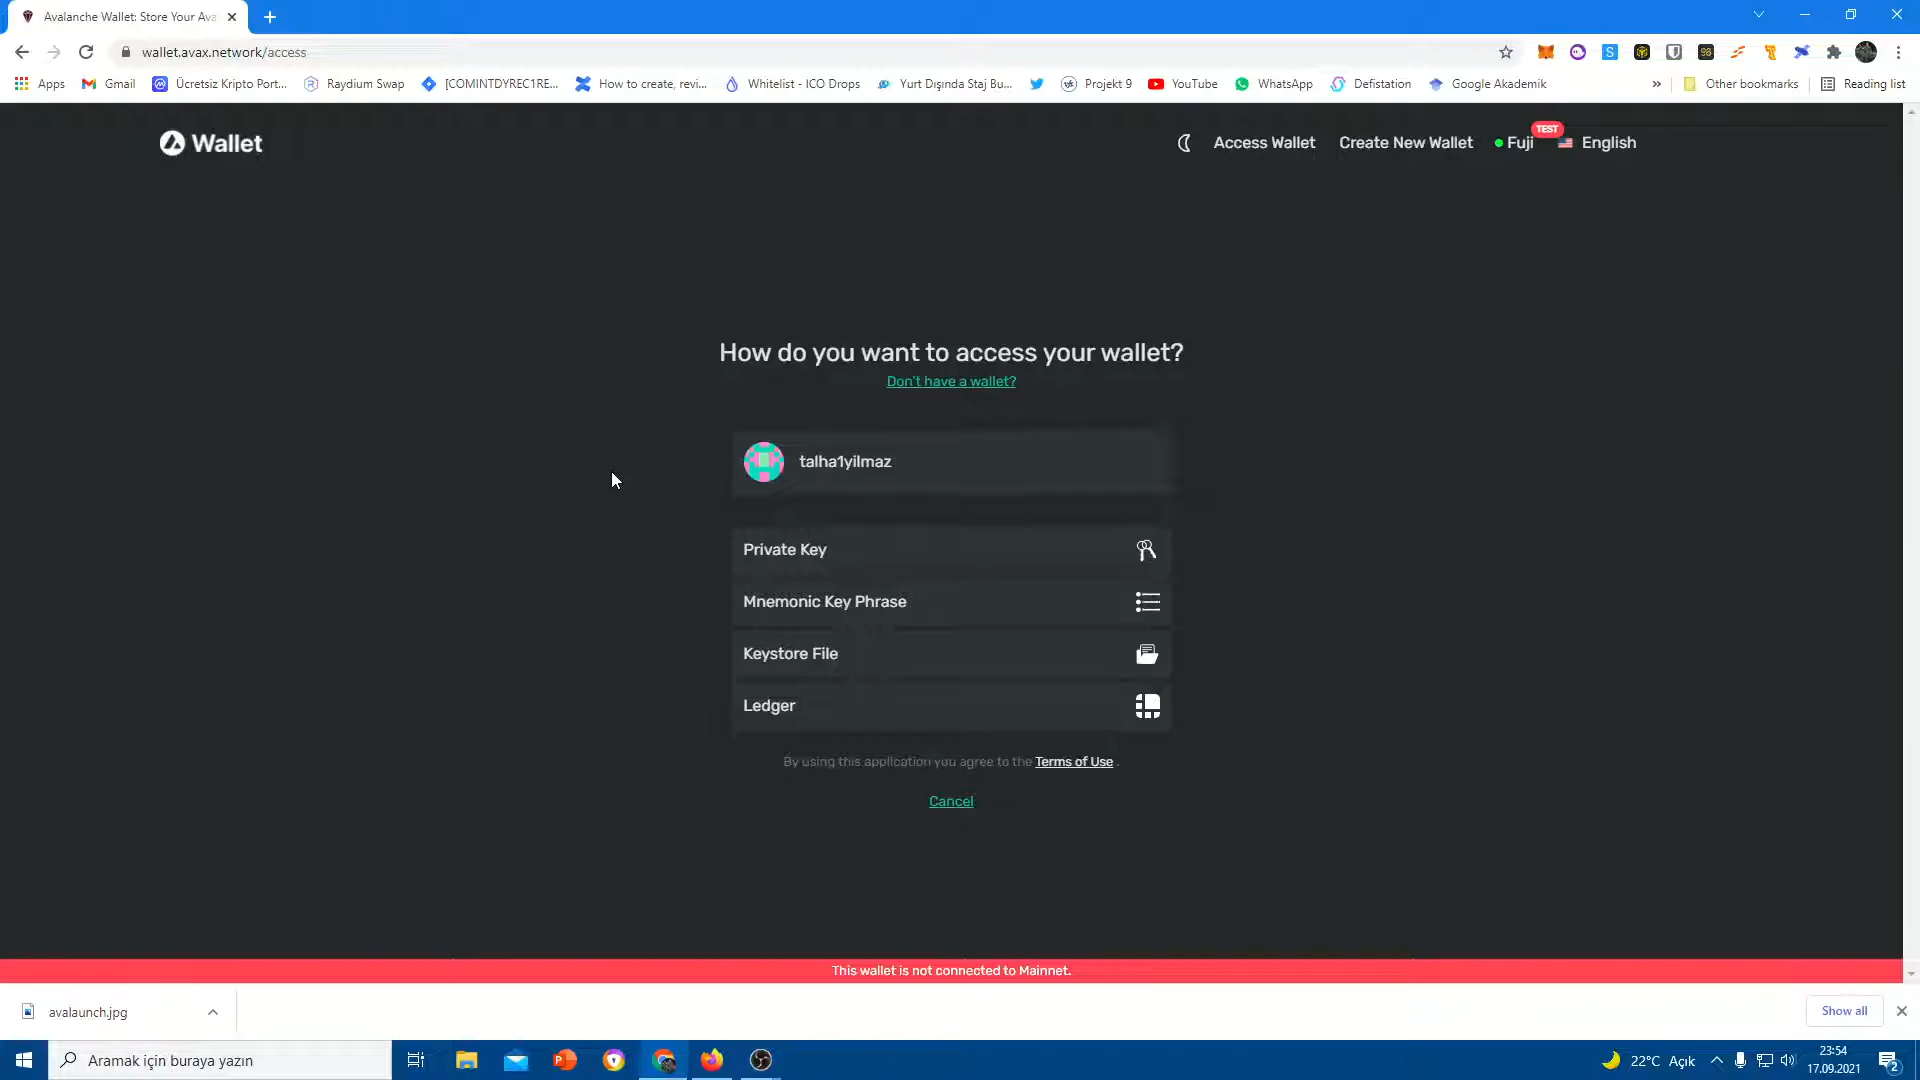 Avalanche Wallet: Store Your Ava
wallet.avax.network/access
Apps
Gmail
Ücretsiz Kripto Port...
Raydium Swap
[COMINTDYREC1RE...
How to create, revi...
Whitelist - ICO Drops
Yurt Dışında Staj Bu...
Projekt 9
YouTube
WhatsApp
Defistation
Google Akademik
»
Other bookmarks
Reading list
Wallet
Access Wallet
Create New Wallet
Fuji
TEST
English
How do you want to access your wallet?
Don't have a wallet?
talha1yilmaz
Private Key
Mnemonic Key Phrase
Keystore File
Ledger
By using this application you agree to the Terms of Use .
Cancel
This wallet is not connected to Mainnet.
avalaunch.jpg
Show all
Aramak için buraya yazın
22°C Açık
23:54
17.09.2021
2